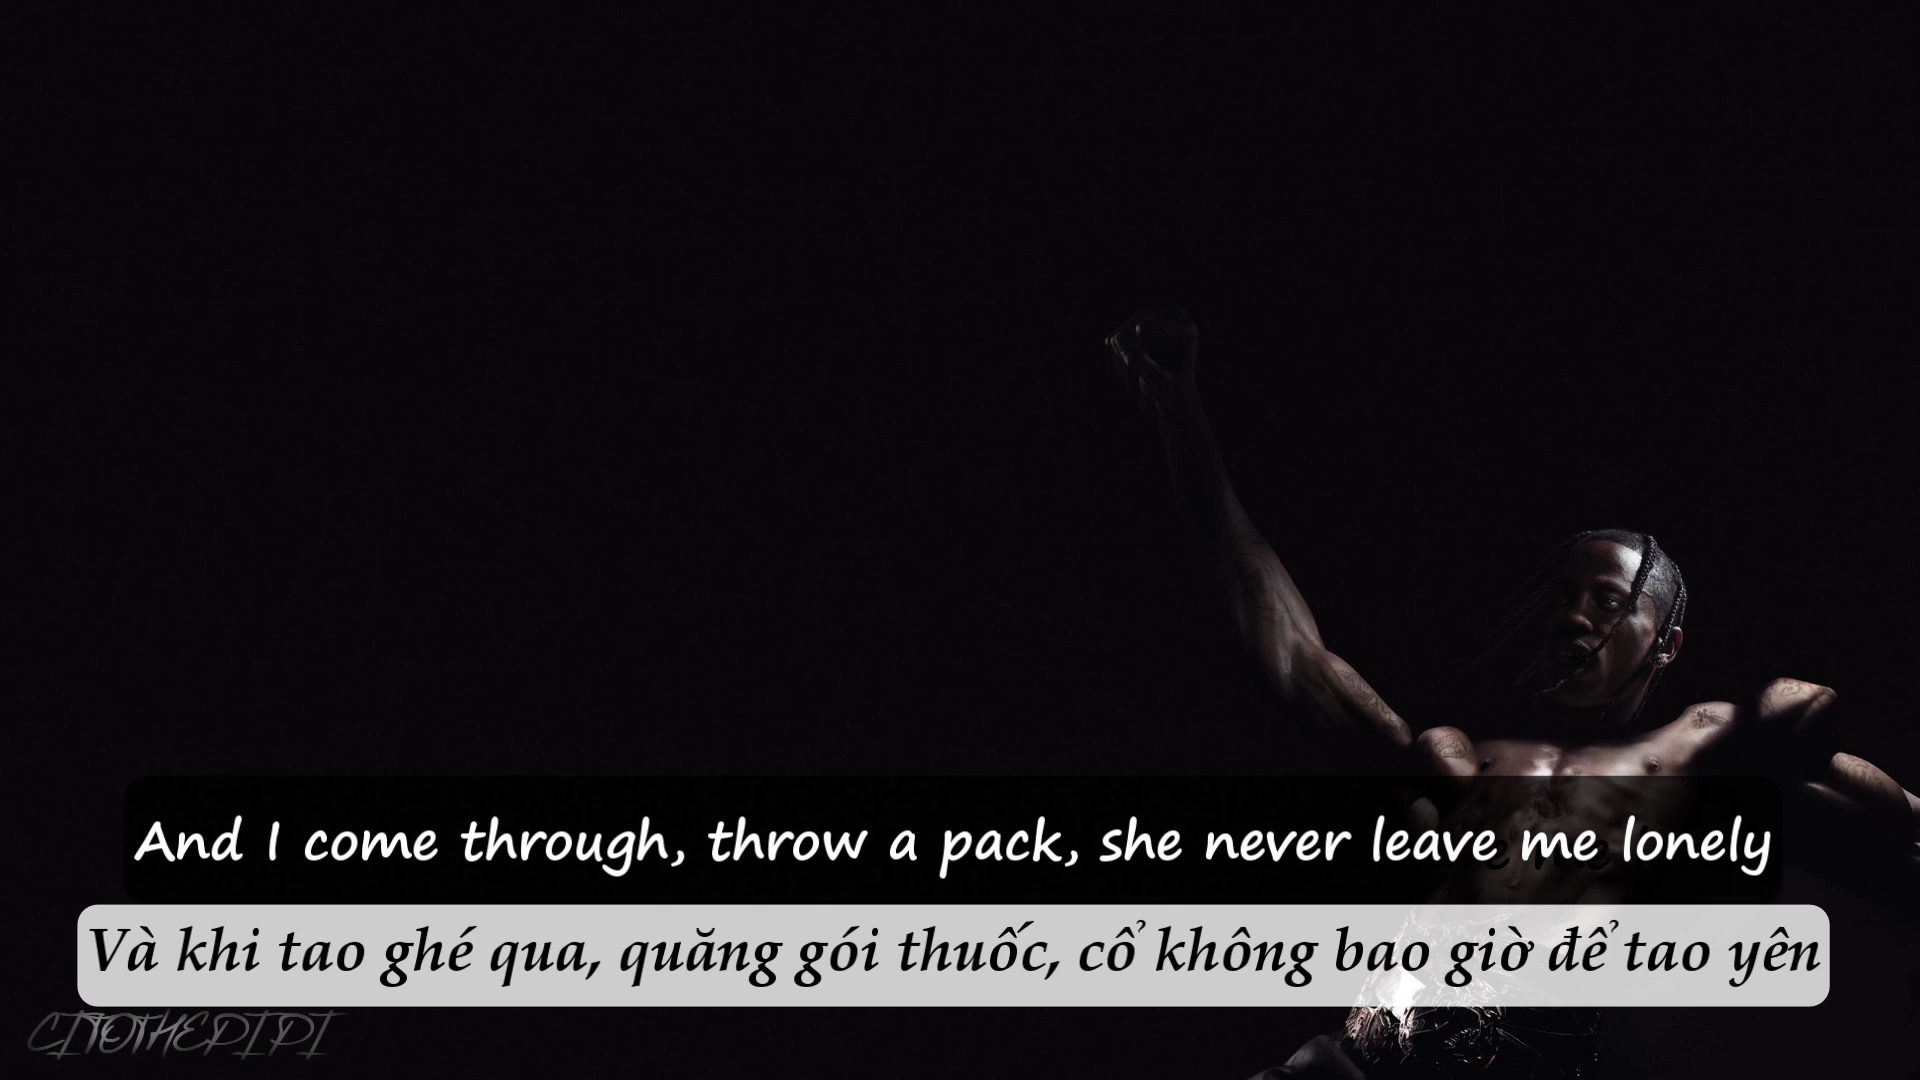 And I come through, throw a pack, she never leave me lonely
Và khi tao ghé qua, quăng gói thuốc, cổ không bao giờ để tao yên
CITOTHEPIPI